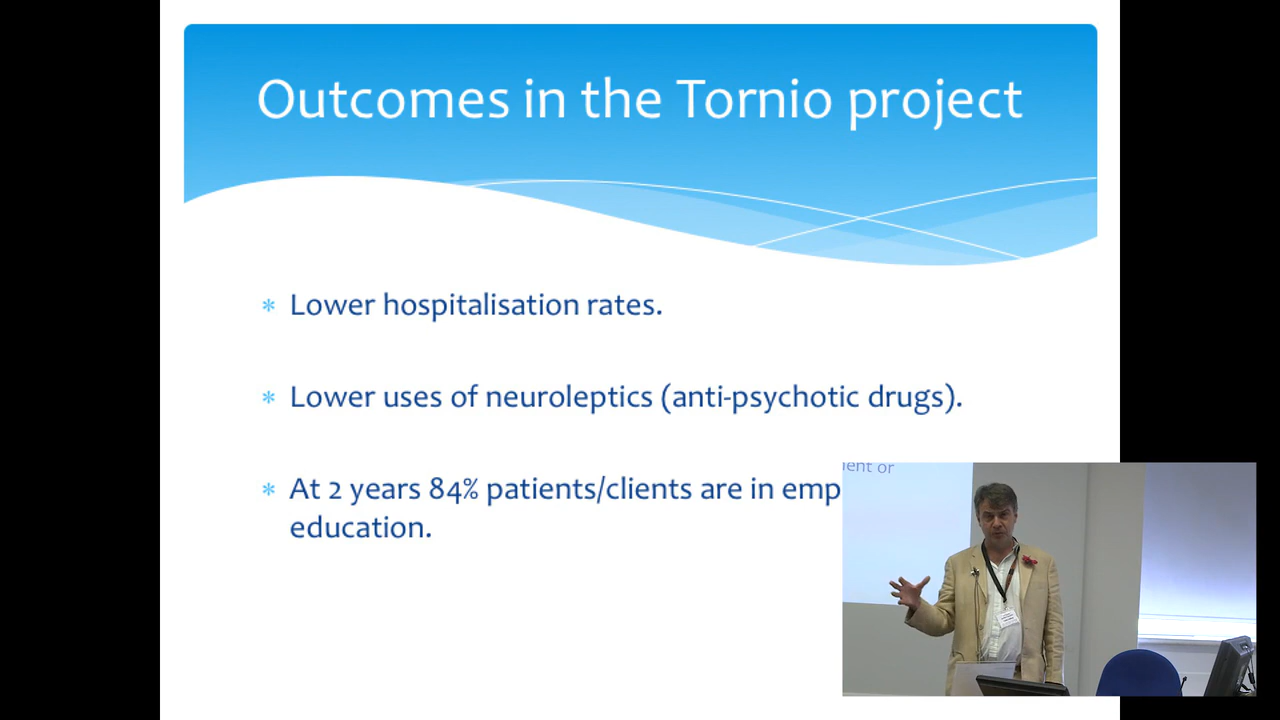 Outcomes in the Tornio project
* Lower hospitalisation rates.
* Lower uses of neuroleptics (anti-psychotic drugs).
* At 2 years 84% patients/clients are in emp
education.
ient or